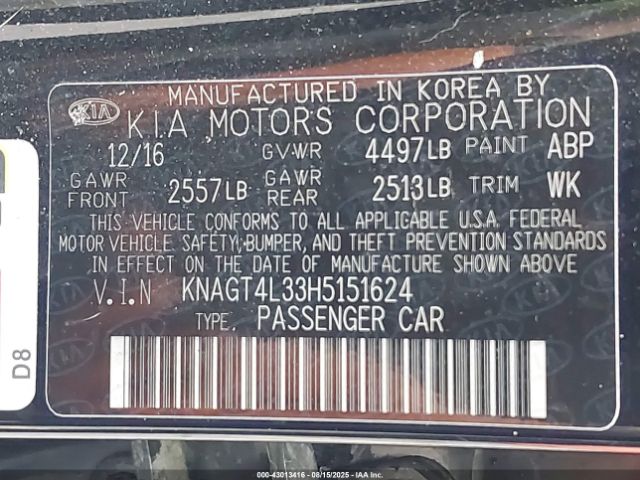 MANUFACTURED IN KOREA BY
KIA KIA MOTORS CORPORATION
12/16 GVWR 4497LB PAINT ABP
GAWR FRONT 2557LB GAWR REAR 2513LB TRIM WK
THIS VEHICLE CONFORMS TO ALL APPLICABLE U.S.A. FEDERAL
MOTOR VEHICLE SAFETY, BUMPER, AND THEFT PREVENTION STANDARDS
IN EFFECT ON THE DATE OF MANUFACTURE SHOWN ABOVE
V.I.N KNAGT4L33H5151624
TYPE. PASSENGER CAR
D8
000-43013416 - 08/15/2025 - IAAI.COM